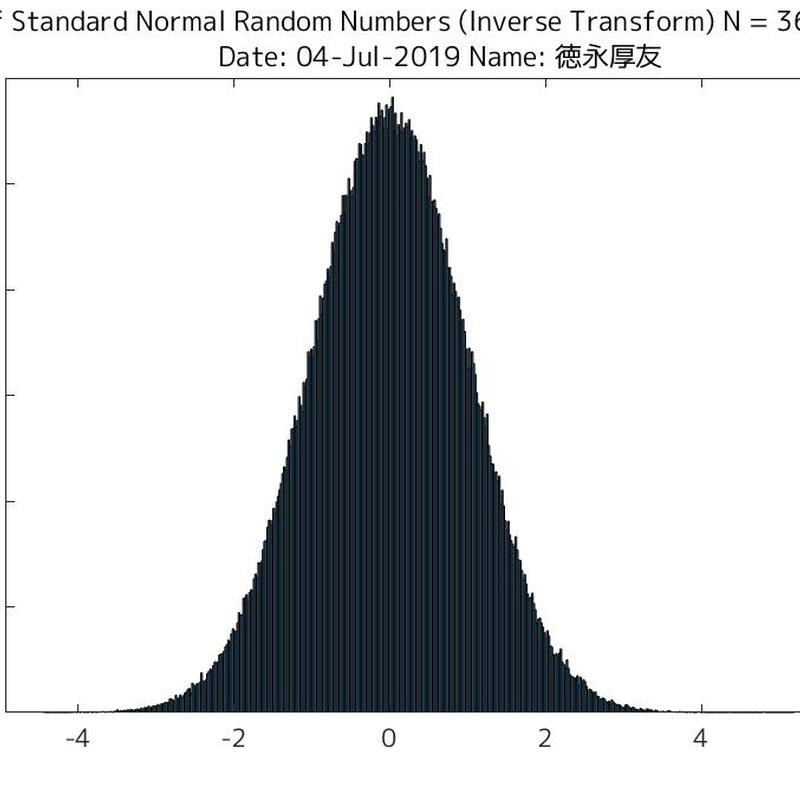 Standard Normal Random Numbers (Inverse Transform) N = 36
Date: 04-Jul-2019 Name: 徳永厚友
-4 -2 0 2 4